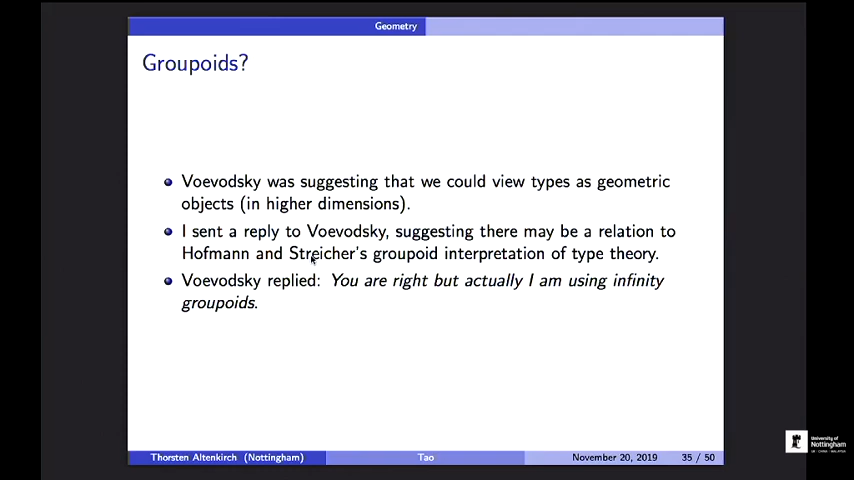 Geometry
Groupoids?
Voevodsky was suggesting that we could view types as geometric
objects (in higher dimensions).
I sent a reply to Voevodsky, suggesting there may be a relation to
Hofmann and Streicher's groupoid interpretation of type theory.
Voevodsky replied: You are right but actually I am using infinity
groupoids.
Thorsten Altenkirch (Nottingham) Tao November 20, 2019 35 / 50
University of
Nottingham